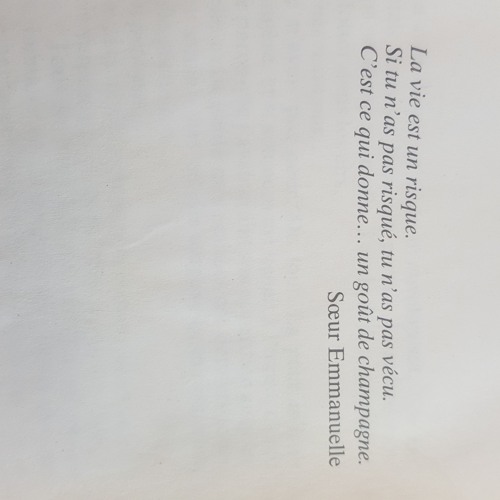 La vie est un risque.
Si tu n'as pas risqué, tu n'as pas vécu.
C'est ce qui donne... un goût de champagne.
Sœur Emmanuelle